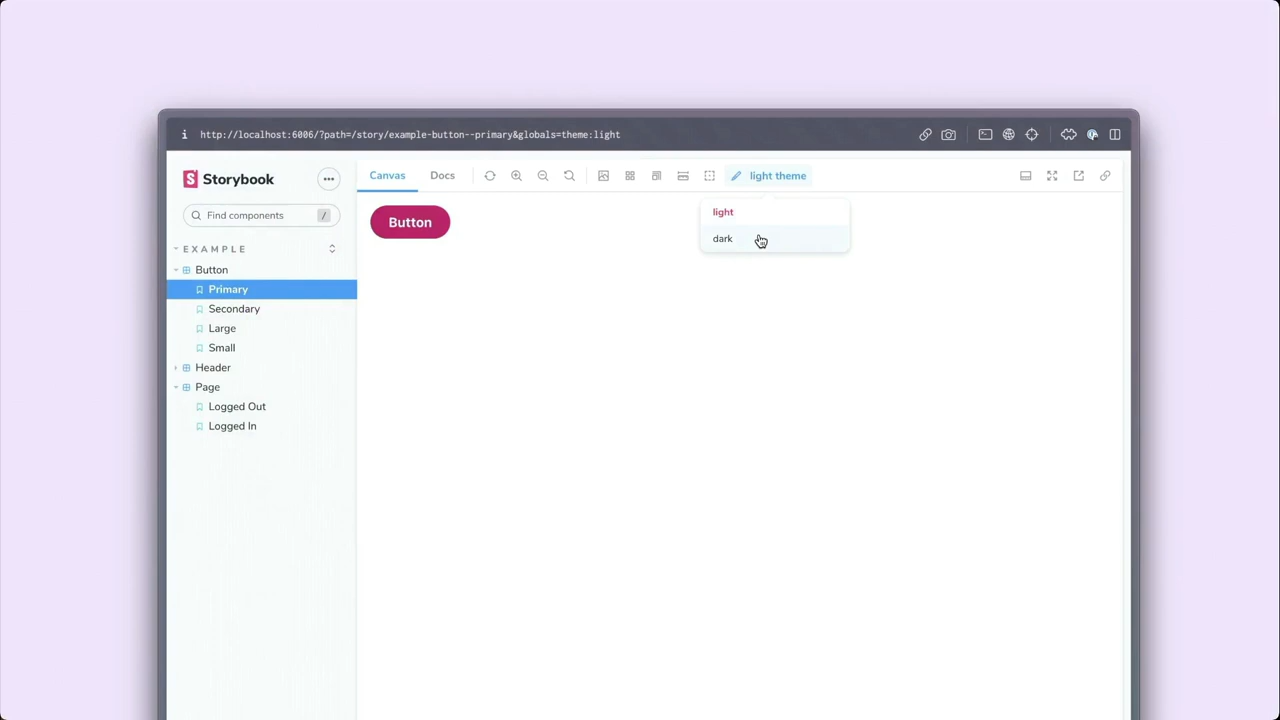 http://localhost:6006/?path=/story/example-button--primary&globals=theme:light
Storybook
Canvas
Docs
light theme
Find components
/
Button
light
dark
EXAMPLE
Button
Primary
Secondary
Large
Small
Header
Page
Logged Out
Logged In